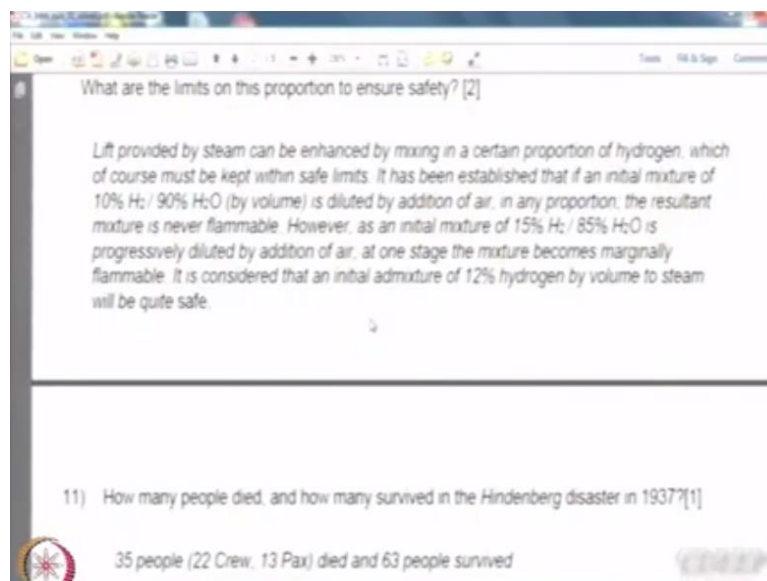 Open
Tools Fill & Sign Comment
What are the limits on this proportion to ensure safety? [2]
Lift provided by steam can be enhanced by mixing in a certain proportion of hydrogen, which
of course must be kept within safe limits. It has been established that if an initial mixture of
10% H₂ / 90% H₂O (by volume) is diluted by addition of air, in any proportion, the resultant
mixture is never flammable. However, as an initial mixture of 15% H₂ / 85% H₂O is
progressively diluted by addition of air, at one stage the mixture becomes marginally
flammable. It is considered that an initial admixture of 12% hydrogen by volume to steam
will be quite safe.
11) How many people died, and how many survived in the Hindenberg disaster in 1937?[1]
35 people (22 Crew, 13 Pax) died and 63 people survived